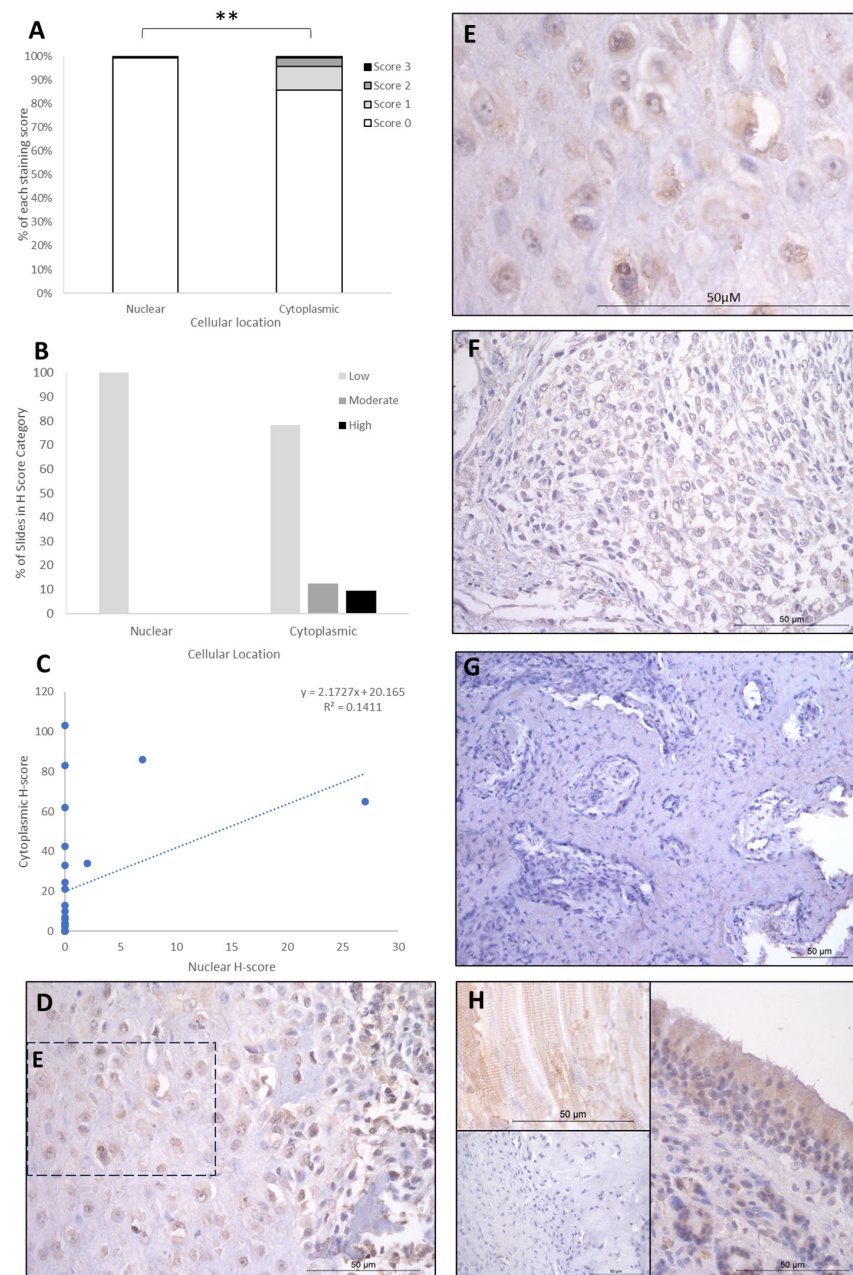 A
**
100%
90%
80%
70%
60%
50%
40%
30%
20%
10%
0%
% of each staining score
Score 3
Score 2
Score 1
Score 0
Nuclear
Cytoplasmic
Cellular location
B
100
90
80
70
60
50
40
30
20
10
0
% of Slides in H Score Category
Low
Moderate
High
Nuclear
Cytoplasmic
Cellular Location
C
120
100
80
60
40
20
0
Cytoplasmic H-score
y = 2.1727x + 20.165
R² = 0.1411
0
5
10
15
20
25
30
Nuclear H-score
D
E
50 µm
E
50µM
F
50 µm
G
50 µm
H
50 µm
50 µm
50 µm